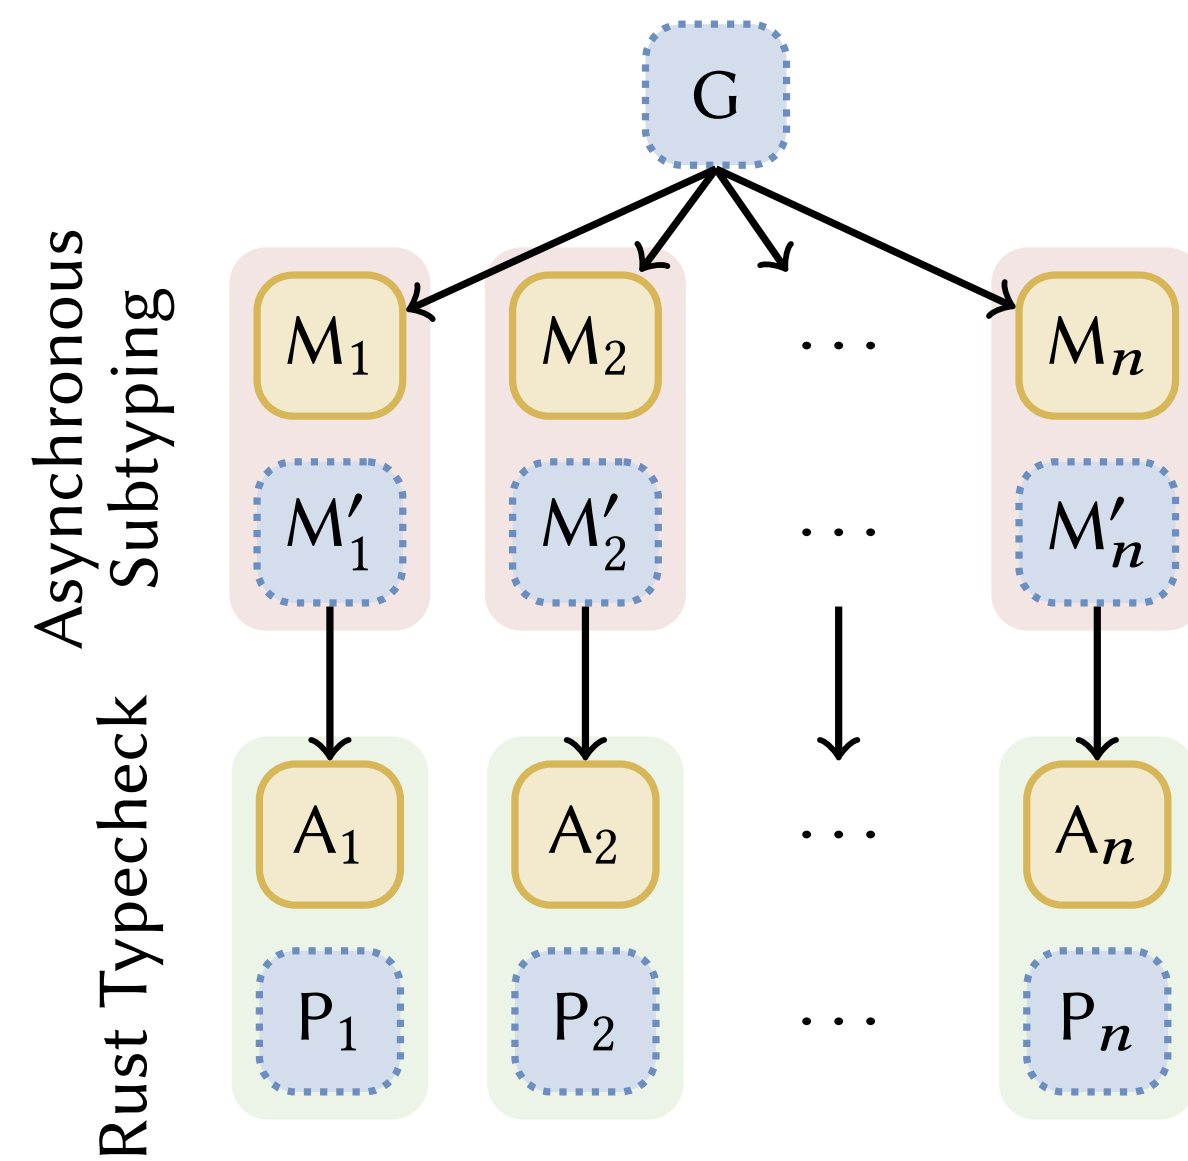 G
Asynchronous
Subtyping
M₁ M₂ ... Mₙ
M′₁ M′₂ ... M′ₙ
Rust Typecheck
A₁ A₂ ... Aₙ
P₁ P₂ ... Pₙ